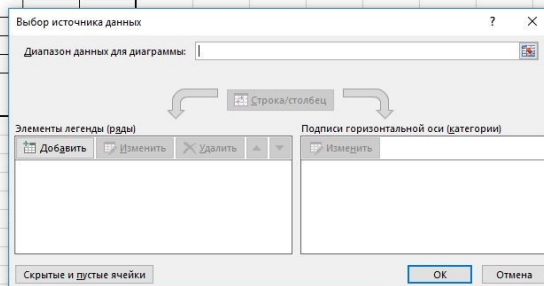 Выбор источника данных ? ×
Диапазон данных для диаграммы:
Строка/столбец
Элементы легенды (ряды)
Добавить Изменить Удалить
Подписи горизонтальной оси (категории)
Изменить
Скрытые и пустые ячейки
ОК Отмена